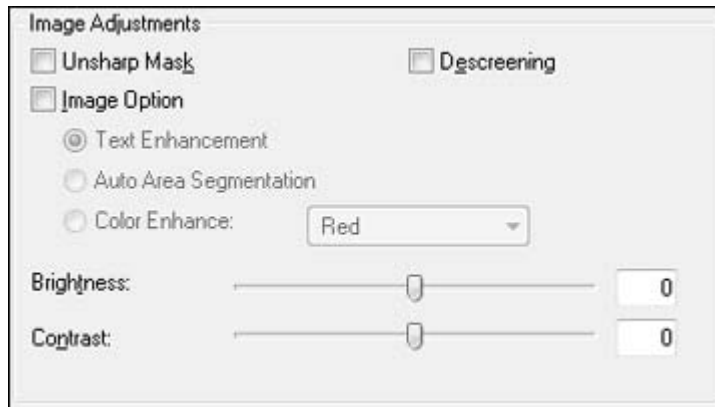 Image Adjustments
Unsharp Mask Descreening
Image Option
Text Enhancement
Auto Area Segmentation
Color Enhance: Red
Brightness: 0
Contrast: 0